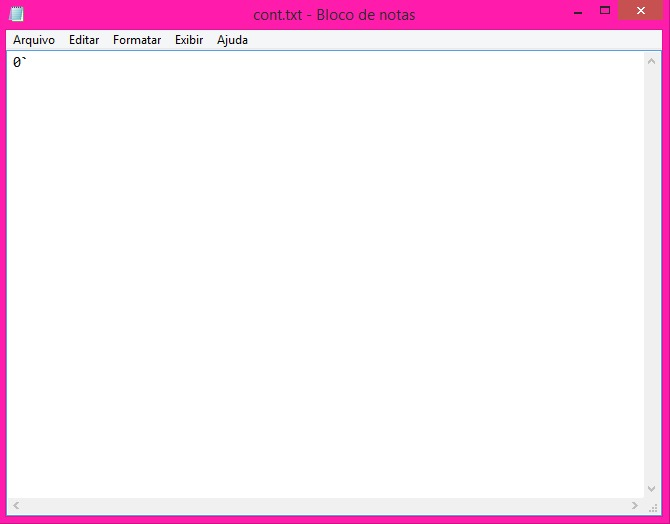 cont.txt - Bloco de notas
Arquivo Editar Formatar Exibir Ajuda
0`